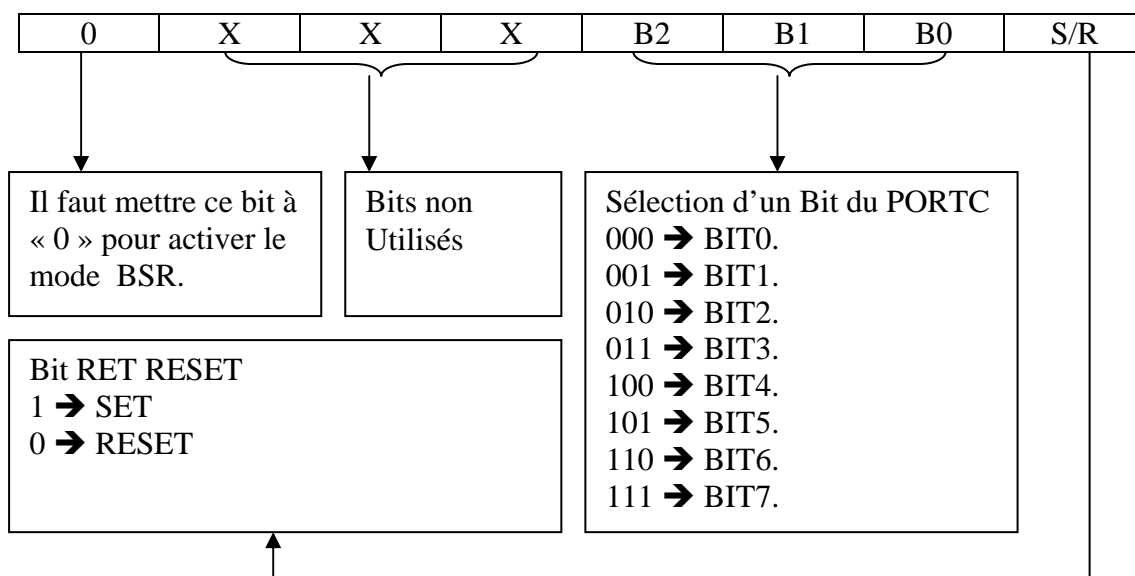 0 X X X B2 B1 B0 S/R
Il faut mettre ce bit à
« 0 » pour activer le
mode BSR.
Bits non
Utilisés
Sélection d’un Bit du PORTC
000 ➔ BIT0.
001 ➔ BIT1.
010 ➔ BIT2.
011 ➔ BIT3.
100 ➔ BIT4.
101 ➔ BIT5.
110 ➔ BIT6.
111 ➔ BIT7.
Bit RET RESET
1 ➔ SET
0 ➔ RESET